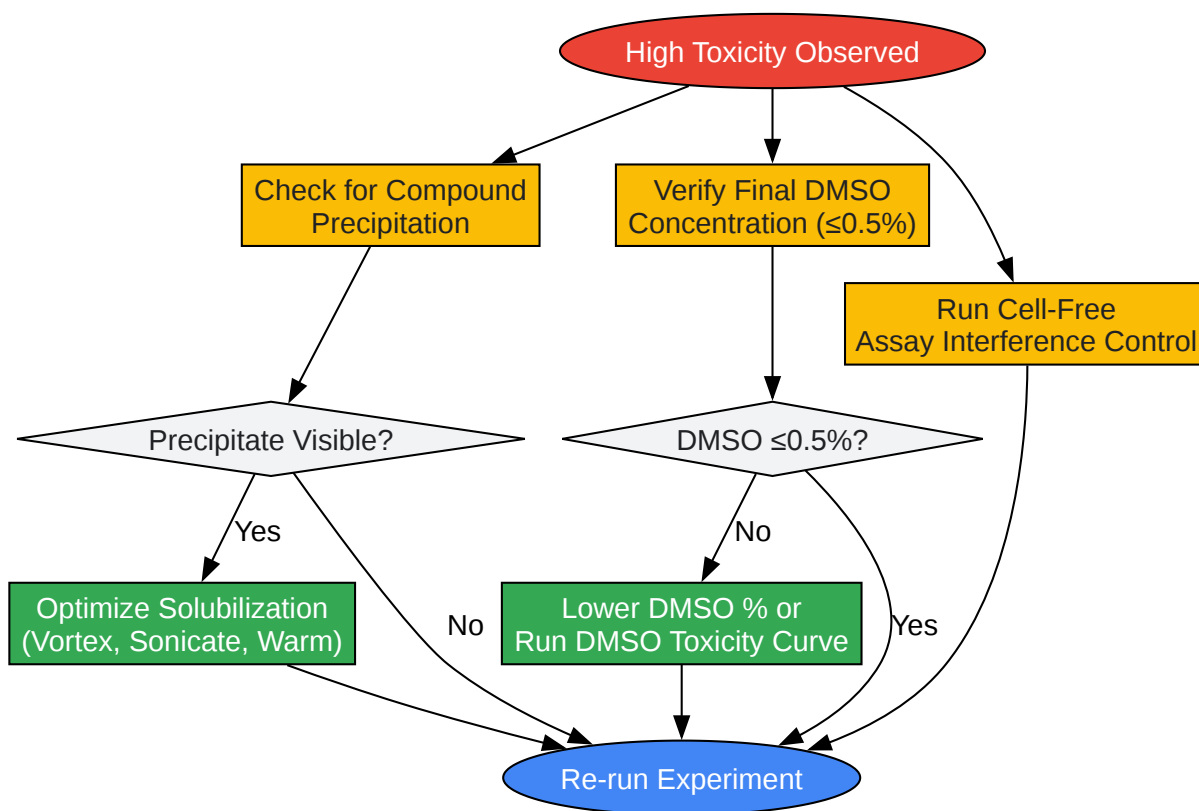 High Toxicity Observed
Check for Compound
Precipitation
Verify Final DMSO
Concentration (≤0.5%)
Run Cell-Free
Assay Interference Control
Precipitate Visible?
DMSO ≤0.5%?
Yes
No
Optimize Solubilization
(Vortex, Sonicate, Warm)
No
Lower DMSO % or
Run DMSO Toxicity Curve
Yes
Re-run Experiment